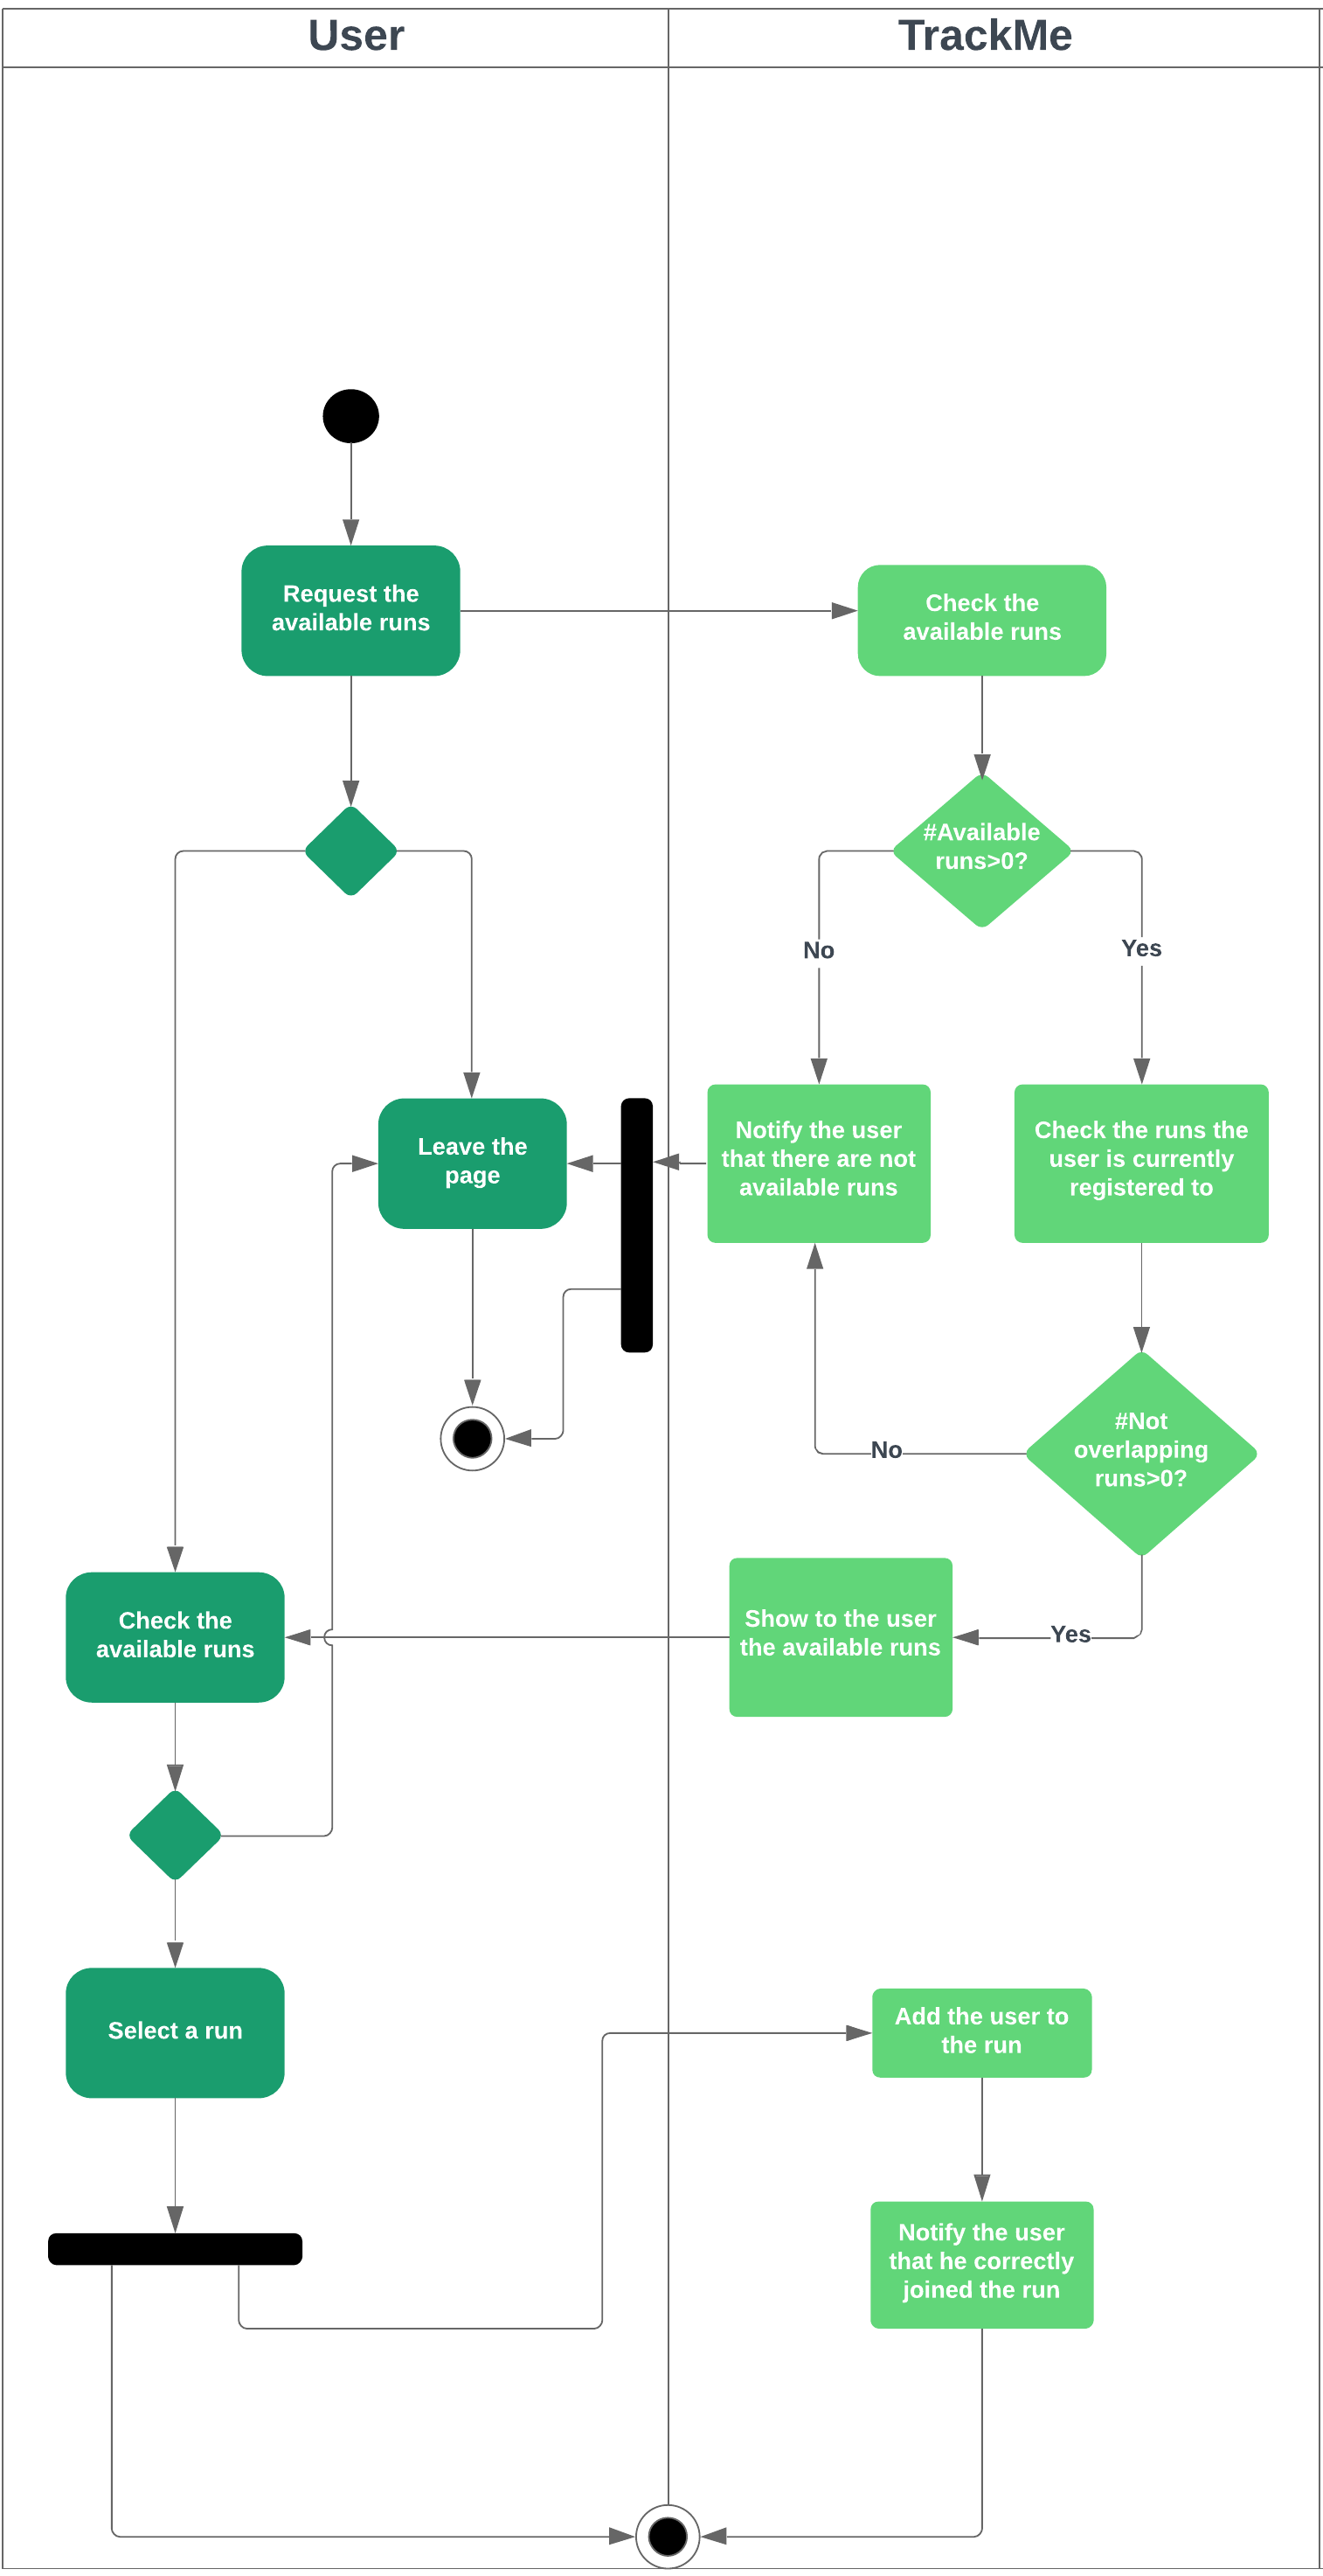 User
TrackMe
Request the
available runs
Check the
available runs
#Available
runs>0?
No
Yes
Leave the
page
Notify the user
that there are not
available runs
Check the runs the
user is currently
registered to
#Not
overlapping
runs>0?
No
Check the
available runs
Show to the user
the available runs
Yes
Select a run
Add the user to
the run
Notify the user
that he correctly
joined the run